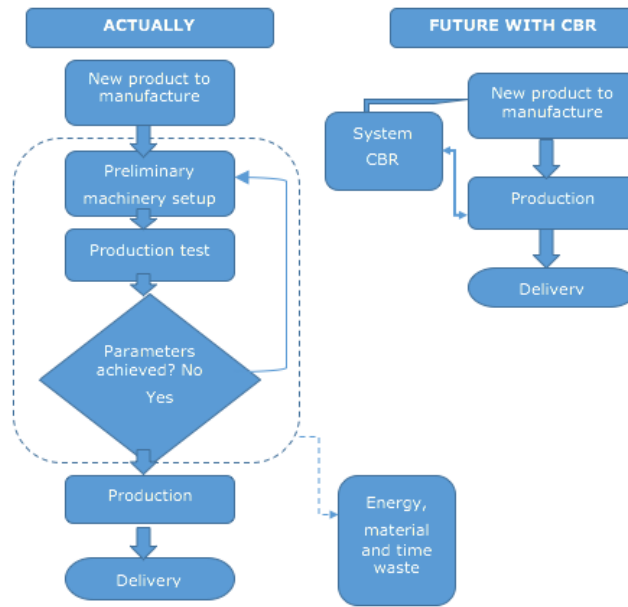 ACTUALLY
New product to
manufacture
Preliminary
machinery setup
Production test
Parameters
achieved? No
Yes
Production
Delivery
Energy,
material
and time
waste
FUTURE WITH CBR
New product to
manufacture
System
CBR
Production
Delivery